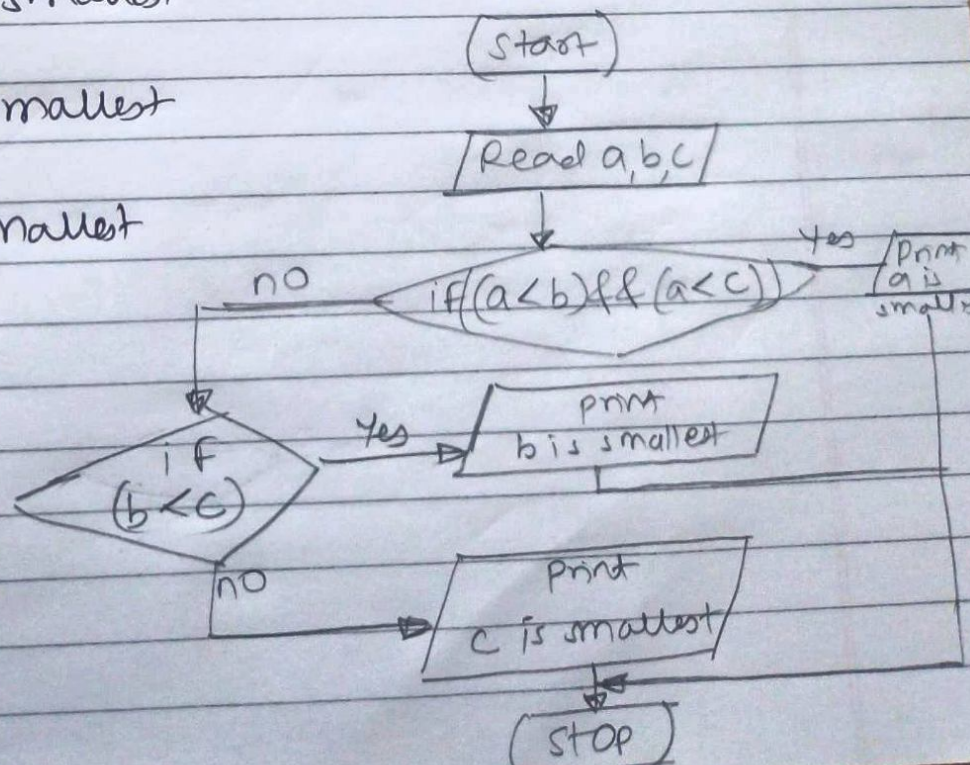 mallest
mallest
Start
Read a,b,c
if((a<b)&&(a<c))
Yes
print
a is
small
no
if
(b<c)
Yes
print
b is smallest
no
print
c is smallest
STOP